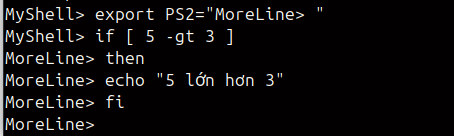 MyShell> export PS2="MoreLine> "
MyShell> if [ 5 -gt 3 ]
MoreLine> then
MoreLine> echo "5 lớn hơn 3"
MoreLine> fi
MoreLine>